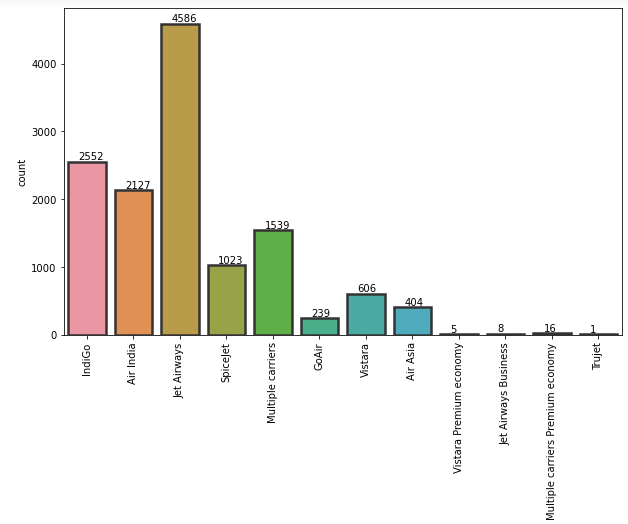 4586
4000
3000
2552
2127
2000
1539
1023
1000
606
404
239
5
8
16
1
0
count
IndiGo
Air India
Jet Airways
SpiceJet
Multiple carriers
GoAir
Vistara
Air Asia
Vistara Premium economy
Jet Airways Business
Multiple carriers Premium economy
Trujet